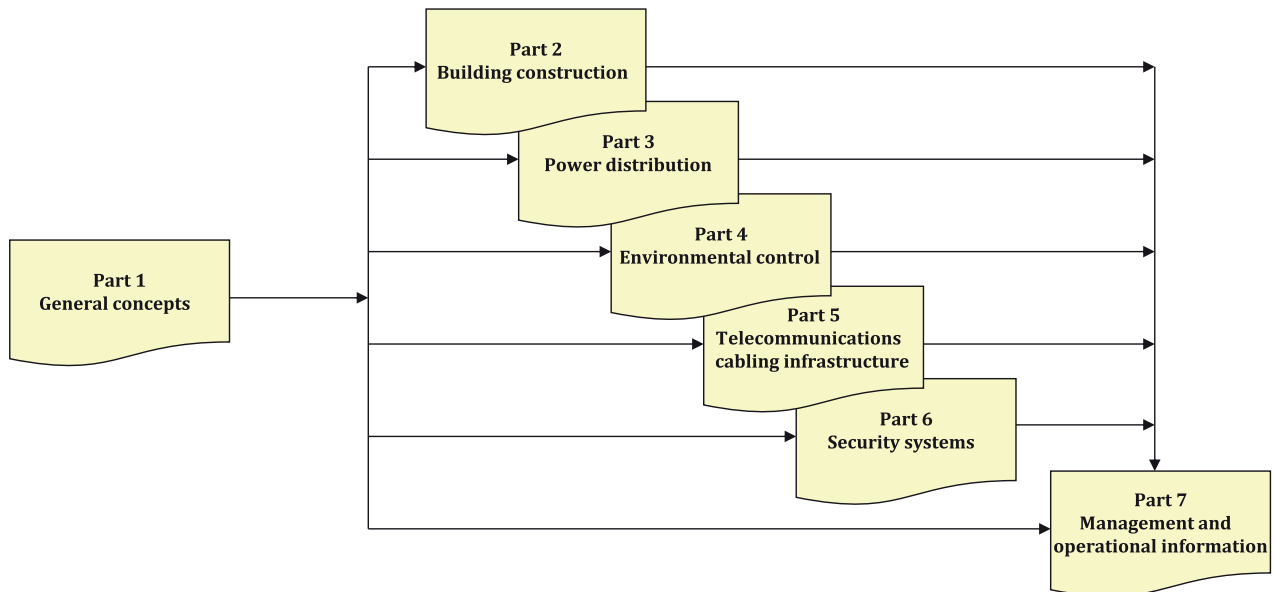 Part 2
Building construction
Part 3
Power distribution
Part 4
Environmental control
Part 1
General concepts
Part 5
Telecommunications
cabling infrastructure
Part 6
Security systems
Part 7
Management and
operational information